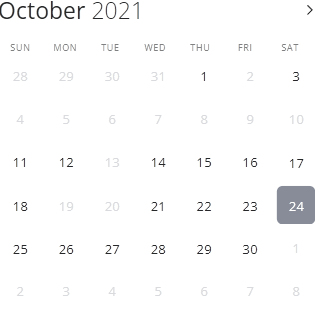 October 2021
SUN MON TUE WED THU FRI SAT
28 29 30 31 1 2 3
4 5 6 7 8 9 10
11 12 13 14 15 16 17
18 19 20 21 22 23 24
25 26 27 28 29 30 1
2 3 4 5 6 7 8